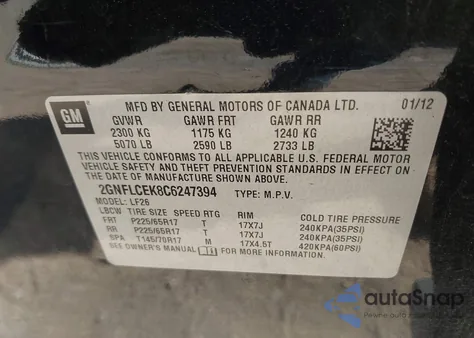 GM
MFD BY GENERAL MOTORS OF CANADA LTD. 01/12
GVWR GAWR FRT GAWR RR
2300 KG 1175 KG 1240 KG
5070 LB 2590 LB 2733 LB
THIS VEHICLE CONFORMS TO ALL APPLICABLE U.S. FEDERAL MOTOR
VEHICLE SAFETY AND THEFT PREVENTION STANDARDS IN EFFECT ON
THE DATE OF MANUFACTURE SHOWN ABOVE.
2GNFLCEK8C6247394 TYPE: M.P.V.
MODEL: LF26
LBCW TIRE SIZE SPEED RTG RIM COLD TIRE PRESSURE
FRT P225/65R17 T 17X7J 240KPA(35PSI)
RR P225/65R17 T 17X7J 240KPA(35PSI)
SPA T145/70R17 M 17X4.5T 420KPA(60PSI)
SEE OWNER'S MANUAL FOR MORE INFORMATION.
autoSnap
Pewne auto z USA